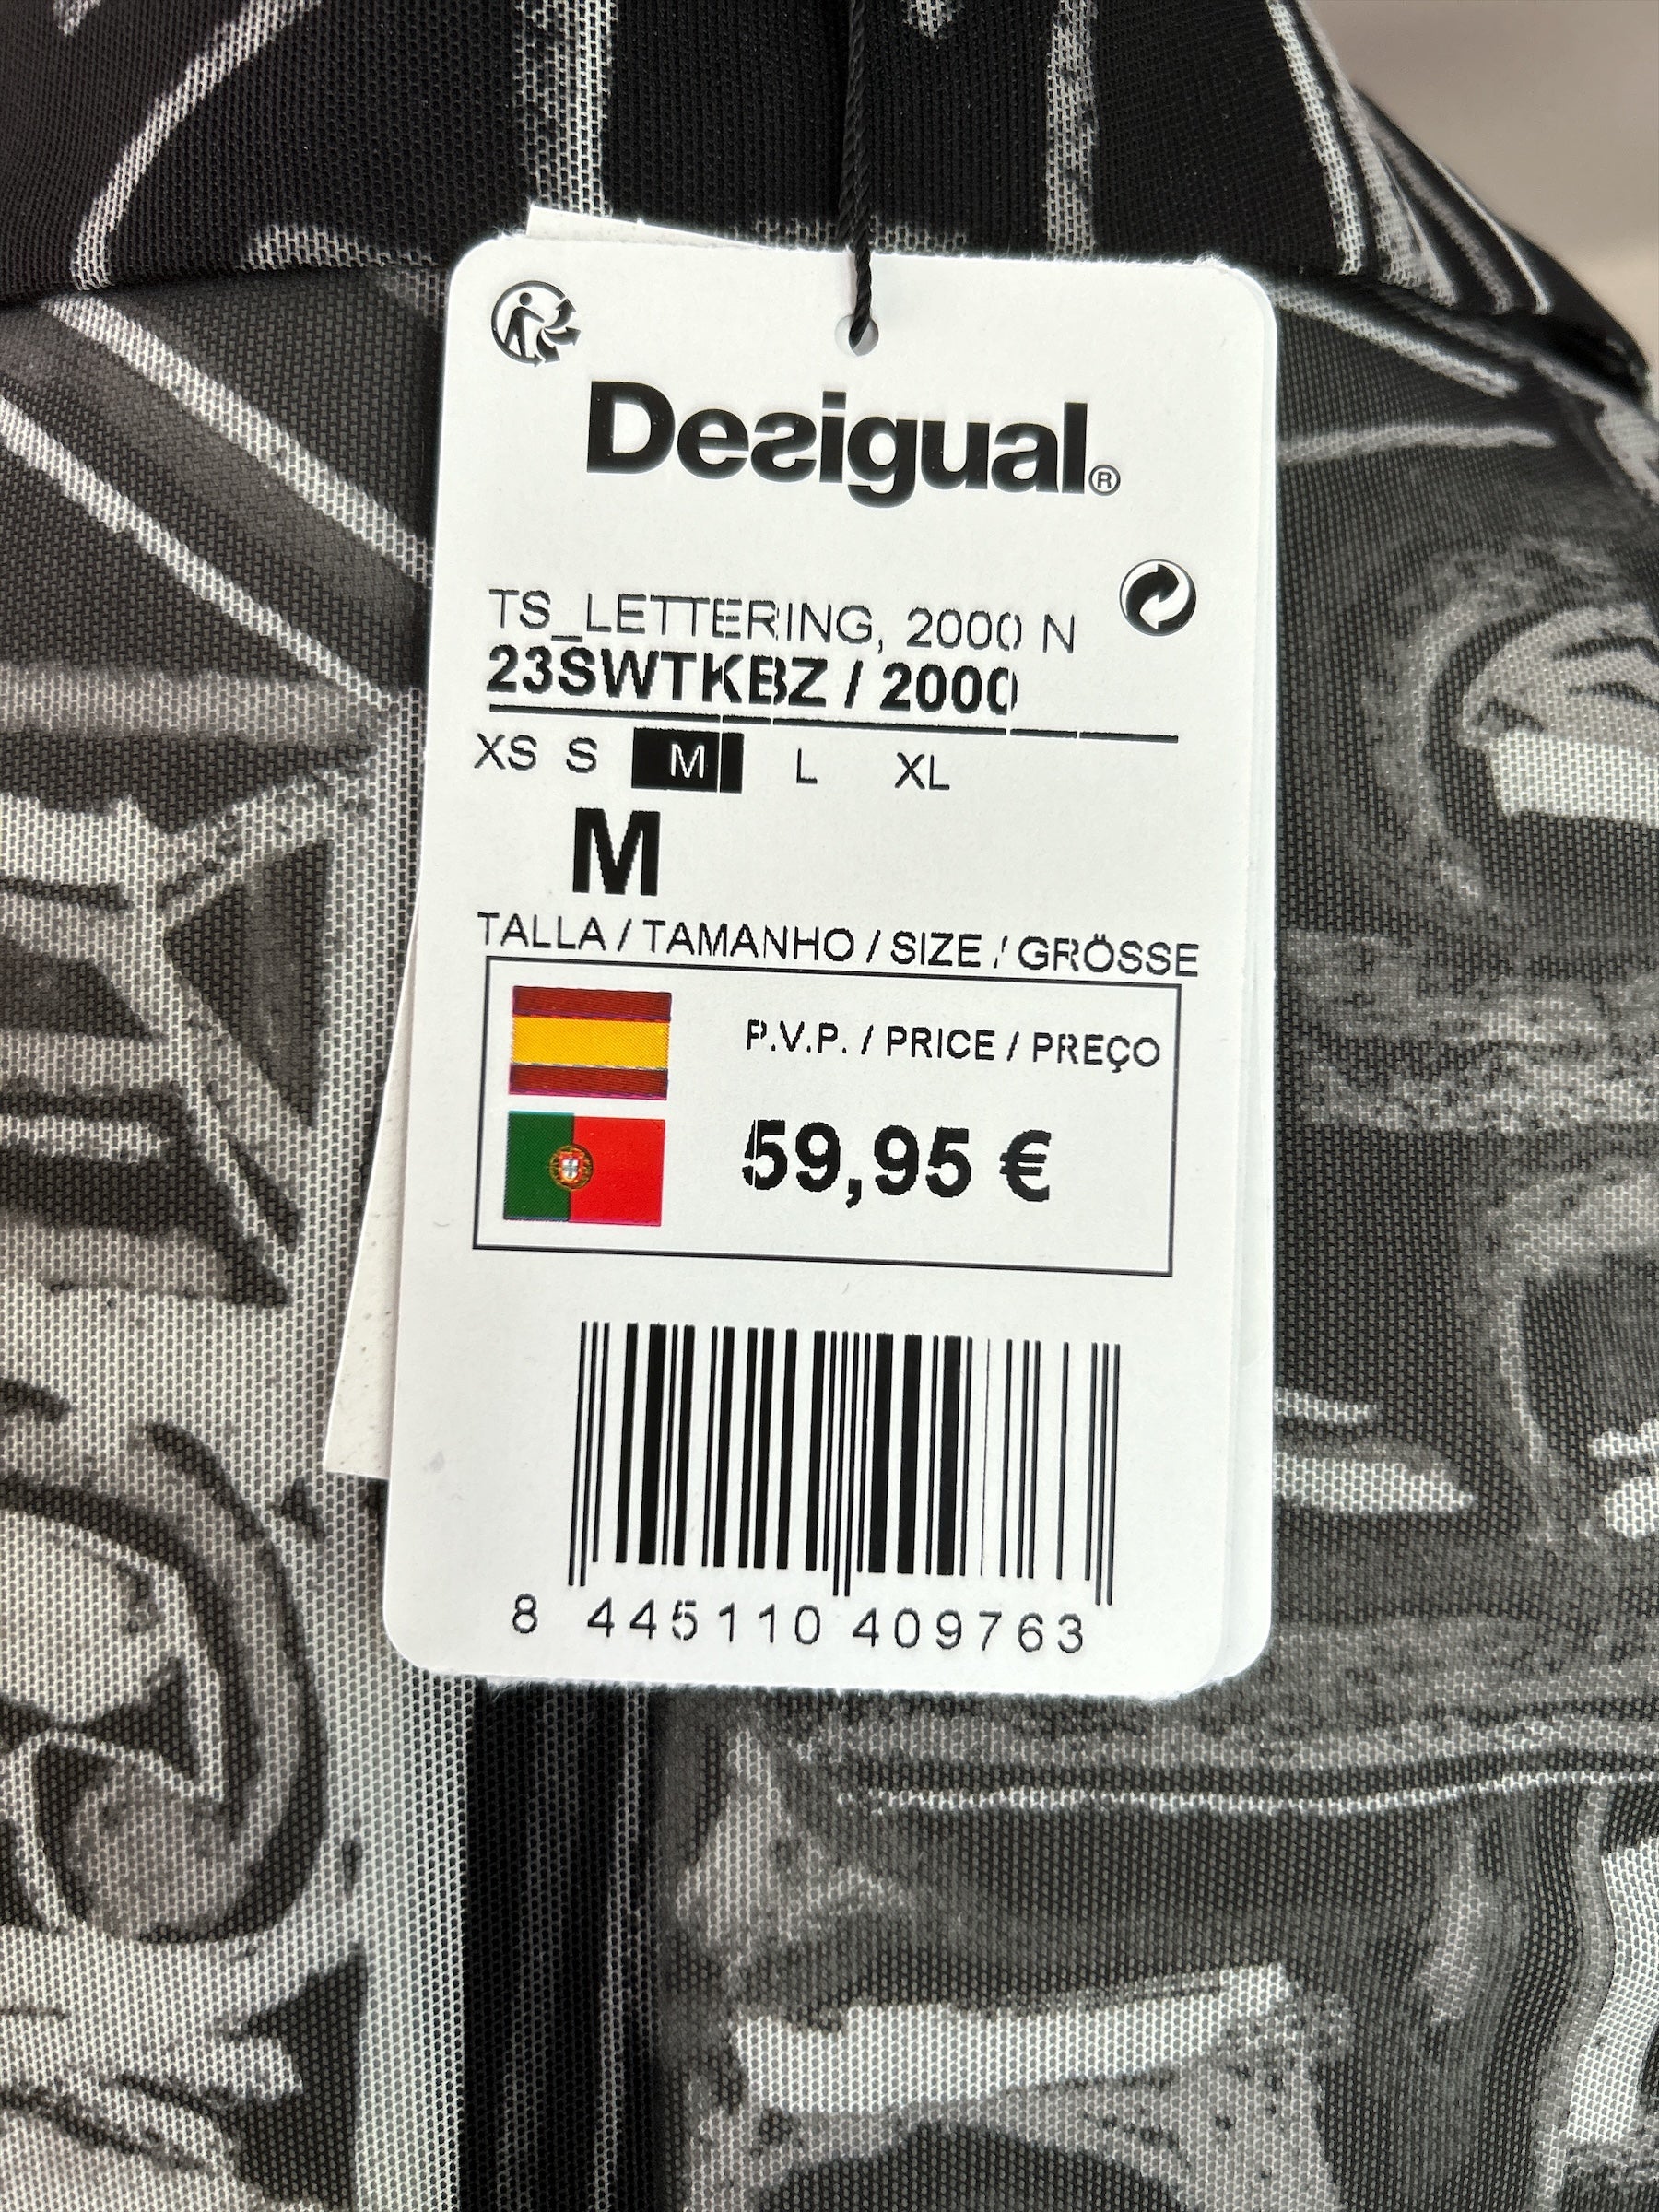 Desigual®
TS_LETTERING, 2000 N
23SWTKBZ / 2000
XS S M L XL
M
TALLA / TAMANHO / SIZE / GRÖSSE
P.V.P. / PRICE / PREÇO
59,95 €
8 445110 409763